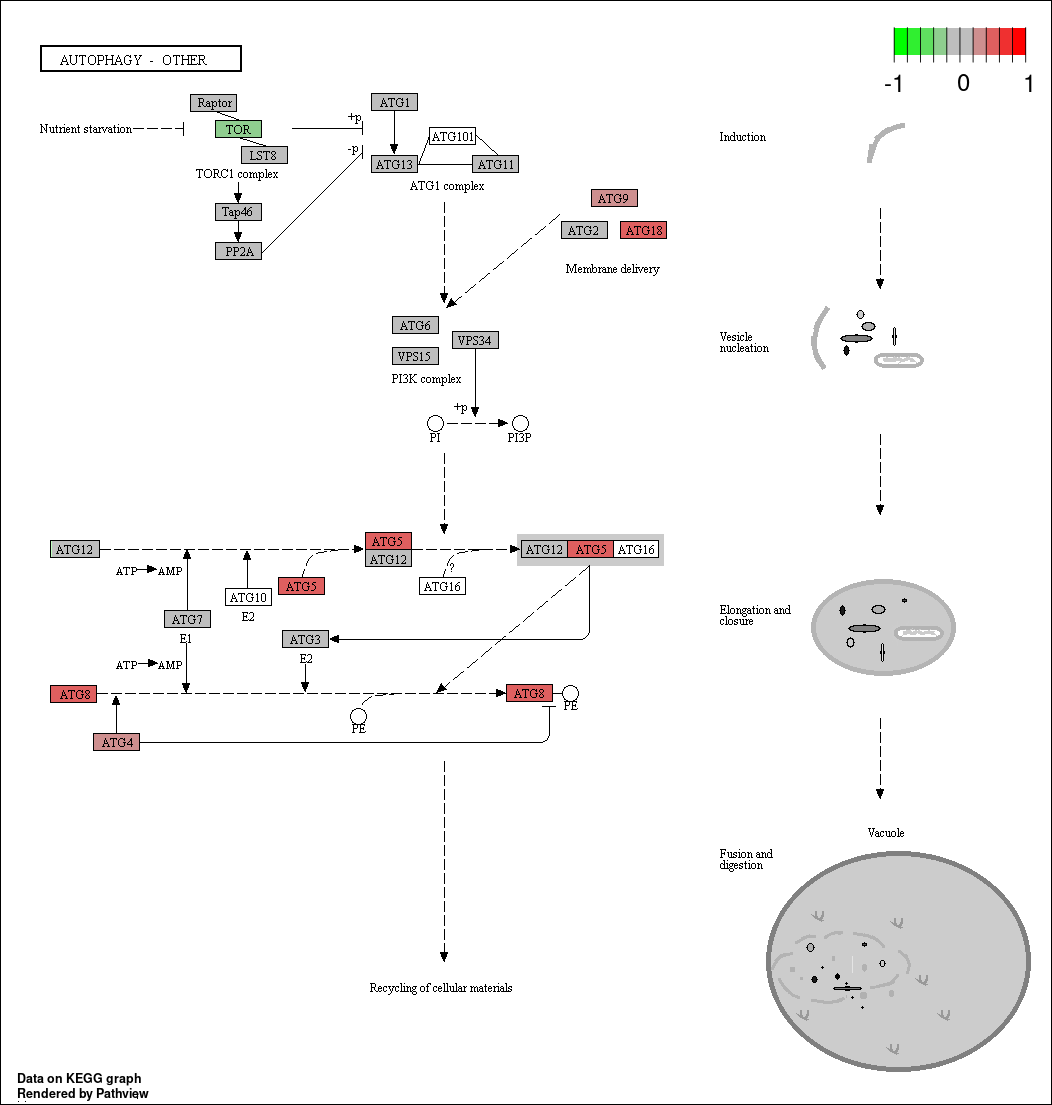 AUTOPHAGY - OTHER
-1 0 1
Raptor
TOR
LST8
Nutrient starvation
TORC1 complex
Tap46
PP2A
+p
-p
ATG1
ATG101
ATG13
ATG11
ATG1 complex
ATG9
ATG2
ATG18
Membrane delivery
ATG6
VPS34
VPS15
PI3K complex
+p
PI
PI3P
ATG12
ATG5
ATG12
ATG12
ATG5
ATG16
ATP
AMP
ATG10
E2
ATG5
?
ATG16
ATG7
E1
ATG3
E2
ATP
AMP
ATG8
ATG8
PE
PE
ATG4
Recycling of cellular materials
Induction
Vesicle
nucleation
Elongation and
closure
Vacuole
Fusion and
digestion
Data on KEGG graph
Rendered by Pathview